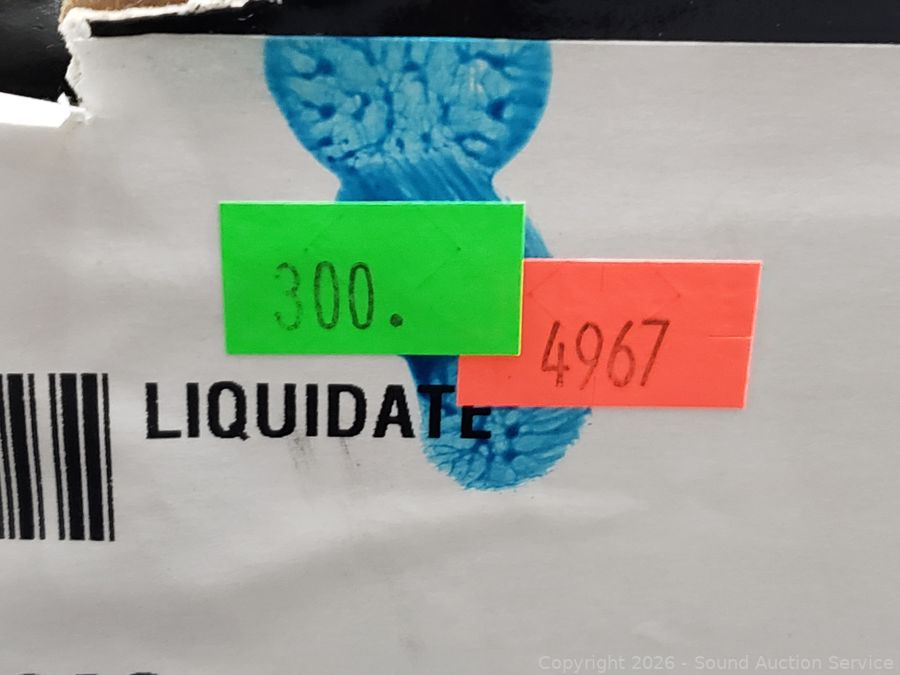 300.
4967
LIQUIDATE
Copyright 2026 - Sound Auction Service